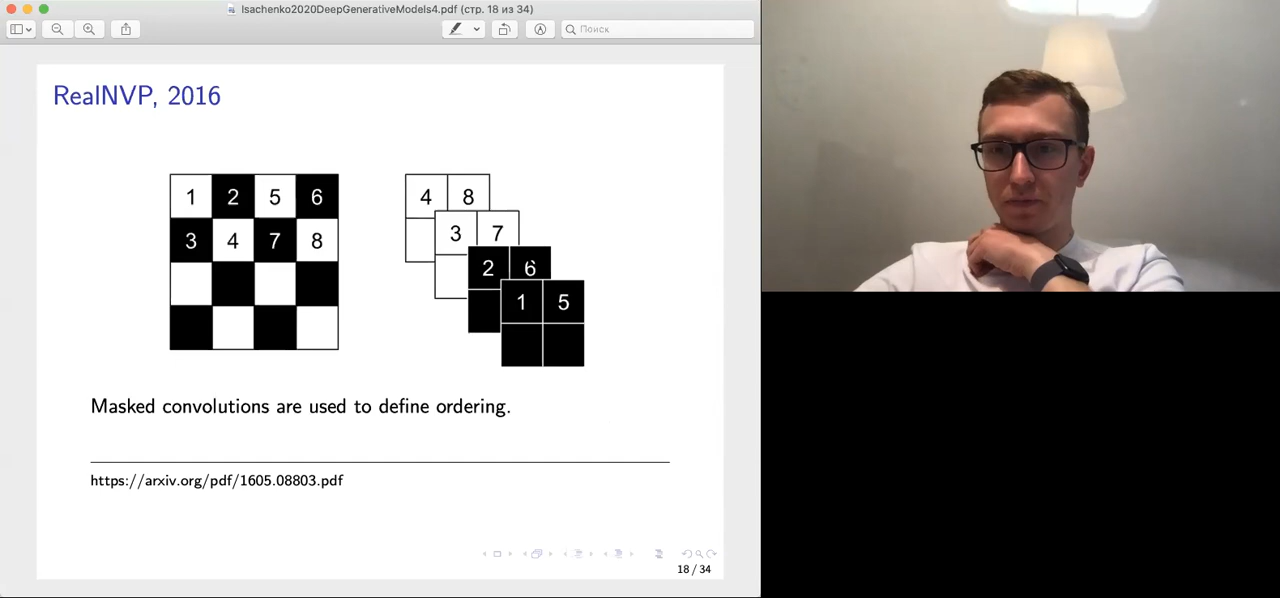 Isachenko2020DeepGenerativeModels4.pdf (стр. 18 из 34)
Поиск
RealNVP, 2016
1 2 5 6
3 4 7 8
4 8
3 7
2 6
1 5
Masked convolutions are used to define ordering.
https://arxiv.org/pdf/1605.08803.pdf
18 / 34